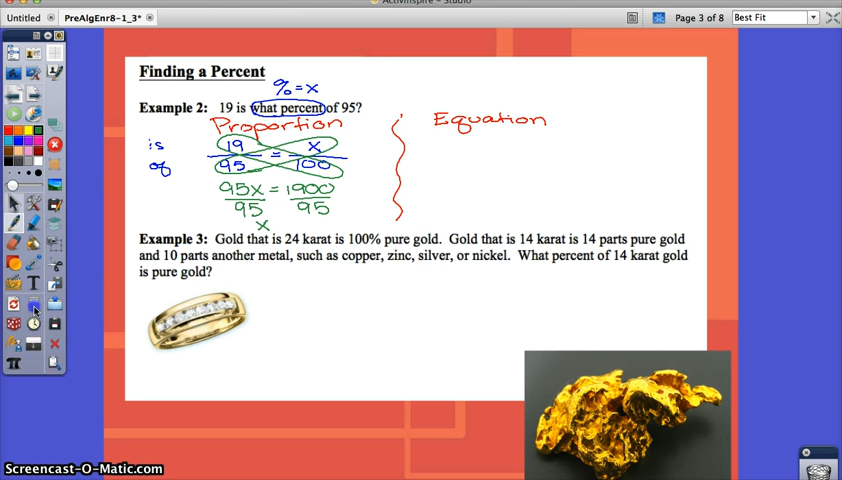 ActivInspire - Studio
Untitled
PreAlgEnr8-1_3*
Page 3 of 8
Best Fit
Finding a Percent
% = x
Example 2: 19 is what percent of 95?
Proportion
Equation
is 19 = x
of 95 100
95x = 1900
95 95
x
Example 3: Gold that is 24 karat is 100% pure gold. Gold that is 14 karat is 14 parts pure gold
and 10 parts another metal, such as copper, zinc, silver, or nickel. What percent of 14 karat gold
is pure gold?
Screencast-O-Matic.com